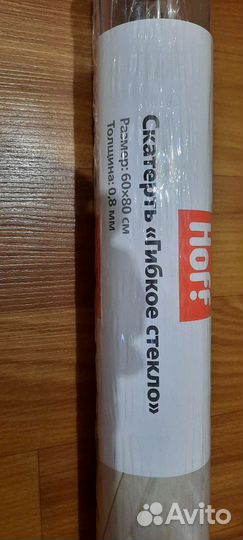 Hoff
Скатерть «Гибкое стекло»
Размер: 60х80 см
Толщина: 0,8 мм
Avito